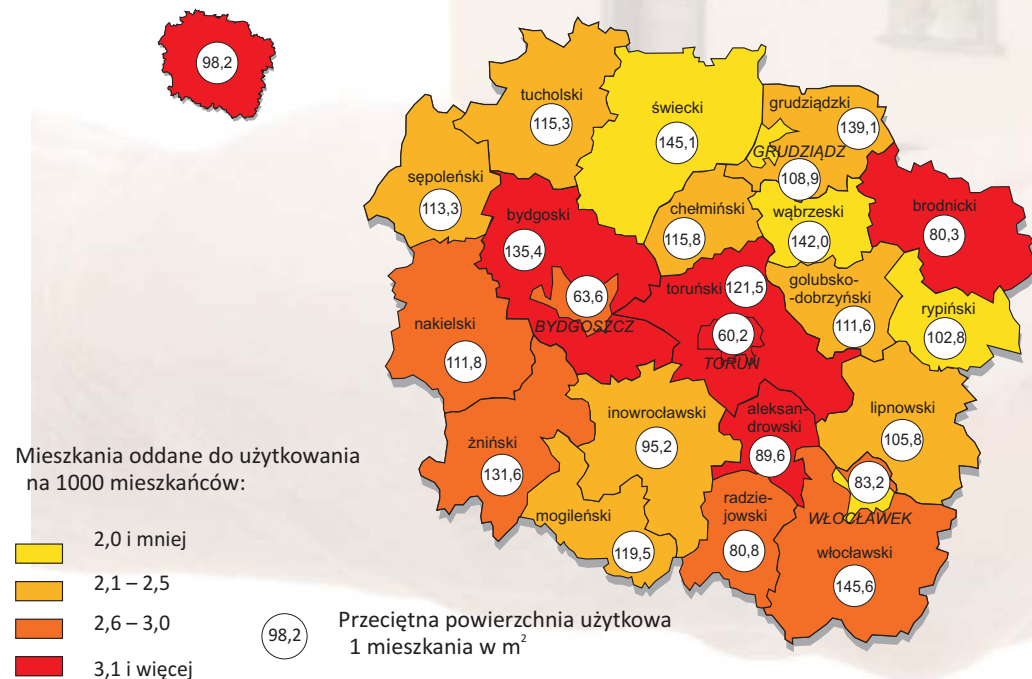 98,2
tucholski
115,3
świecki
145,1
grudziądzki
139,1
GRUDZIĄDZ
108,9
sępoleński
113,3
bydgoski
135,4
chełmiński
115,8
wąbrzeski
142,0
brodnicki
80,3
63,6
BYDGOSZCZ
toruński
121,5
60,2
TORUŃ
golubsko-
-dobrzyński
111,6
rypiński
102,8
nakielski
111,8
żniński
131,6
inowrocławski
95,2
aleksan-
drowski
89,6
lipnowski
105,8
mogileński
119,5
radzie-
jowski
80,8
83,2
WŁOCŁAWEK
włocławski
145,6
Mieszkania oddane do użytkowania
na 1000 mieszkańców:
2,0 i mniej
2,1 – 2,5
2,6 – 3,0
3,1 i więcej
98,2
Przeciętna powierzchnia użytkowa
1 mieszkania w m²